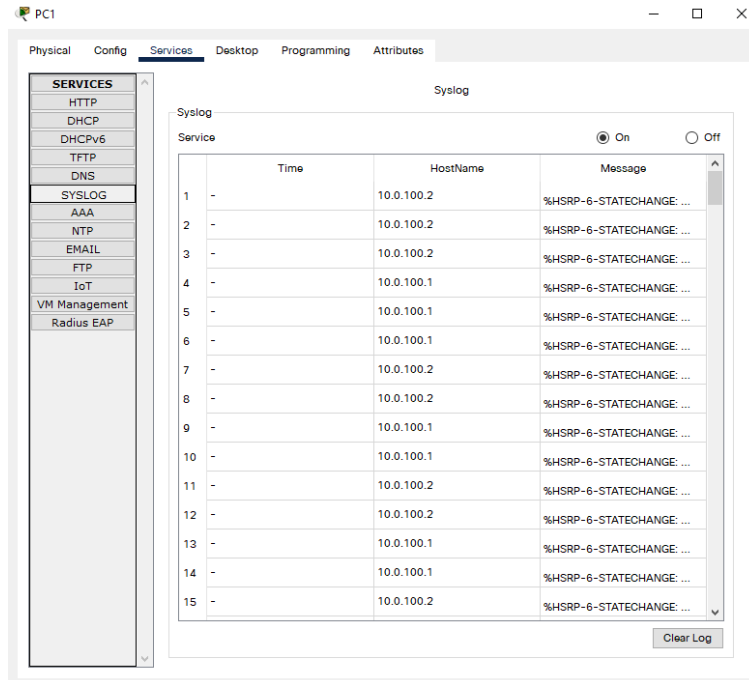 PC1
Physical Config Services Desktop Programming Attributes
SERVICES
HTTP
DHCP
DHCPv6
TFTP
DNS
SYSLOG
AAA
NTP
EMAIL
FTP
IoT
VM Management
Radius EAP
Syslog
Syslog
Service On Off
Time HostName Message
1 - 10.0.100.2 %HSRP-6-STATECHANGE: ...
2 - 10.0.100.2 %HSRP-6-STATECHANGE: ...
3 - 10.0.100.2 %HSRP-6-STATECHANGE: ...
4 - 10.0.100.1 %HSRP-6-STATECHANGE: ...
5 - 10.0.100.1 %HSRP-6-STATECHANGE: ...
6 - 10.0.100.1 %HSRP-6-STATECHANGE: ...
7 - 10.0.100.2 %HSRP-6-STATECHANGE: ...
8 - 10.0.100.2 %HSRP-6-STATECHANGE: ...
9 - 10.0.100.1 %HSRP-6-STATECHANGE: ...
10 - 10.0.100.1 %HSRP-6-STATECHANGE: ...
11 - 10.0.100.2 %HSRP-6-STATECHANGE: ...
12 - 10.0.100.2 %HSRP-6-STATECHANGE: ...
13 - 10.0.100.1 %HSRP-6-STATECHANGE: ...
14 - 10.0.100.1 %HSRP-6-STATECHANGE: ...
15 - 10.0.100.2 %HSRP-6-STATECHANGE: ...
Clear Log